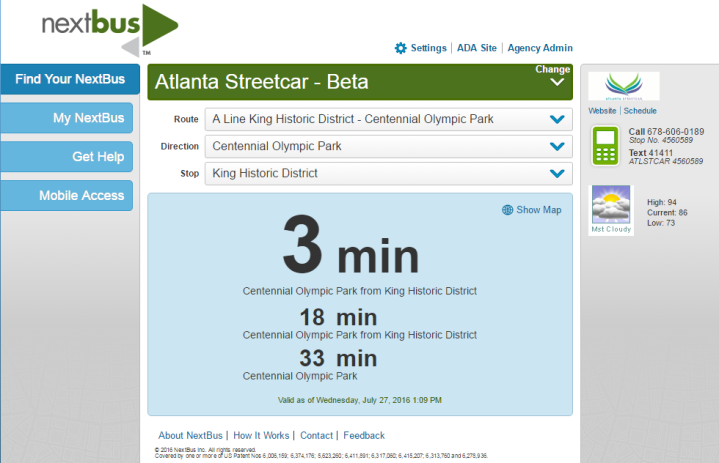 nextbus
TM
Settings | ADA Site | Agency Admin
Find Your NextBus
My NextBus
Get Help
Mobile Access
Atlanta Streetcar - Beta
Change
Route
A Line King Historic District - Centennial Olympic Park
Direction
Centennial Olympic Park
Stop
King Historic District
Show Map
3 min
Centennial Olympic Park from King Historic District
18 min
Centennial Olympic Park from King Historic District
33 min
Centennial Olympic Park
Valid as of Wednesday, July 27, 2016 1:09 PM
ATLANTA STREETCAR
Website | Schedule
Call 678-606-0189
Stop No. 4560589
Text 41411
ATLSTCAR 4560589
Mst Cloudy
High: 94
Current: 86
Low: 73
About NextBus | How It Works | Contact | Feedback
© 2016 NextBus Inc. All rights reserved.
Covered by one or more of US Patent Nos 6,006,159; 6,374,176; 5,623,260; 6,411,891; 6,317,060; 6,415,207; 6,313,760 and 6,278,936.